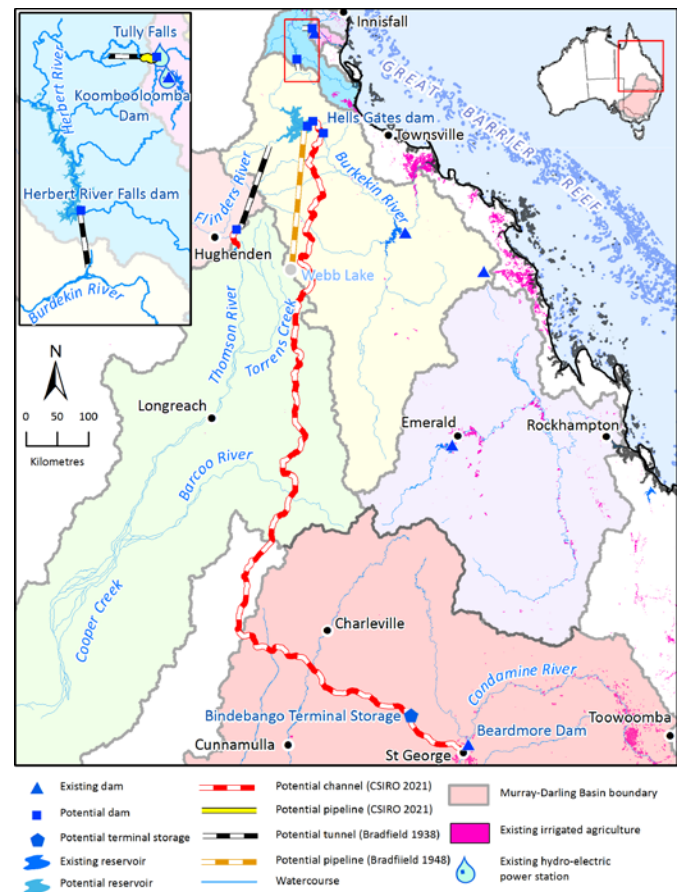 Tully Falls
Koombooloomba
Dam
Herbert River
Herbert River Falls dam
Burdekin River
N
0 50 100
Kilometres
Innisfall
GREAT BARRIER REEF
Hells Gates dam
Townsville
Burkekin River
Flinders River
Hughenden
Webb Lake
Thomson River
Torrens Creek
Longreach
Emerald
Rockhampton
Barcoo River
Cooper Creek
Charleville
Condamine River
Bindebango Terminal Storage
Beardmore Dam
Toowoomba
Cunnamulla
St George
Existing dam
Potential dam
Potential terminal storage
Existing reservoir
Potential reservoir
Potential channel (CSIRO 2021)
Potential pipeline (CSIRO 2021)
Potential tunnel (Bradfield 1938)
Potential pipeline (Bradfiield 1948)
Watercourse
Murray-Darling Basin boundary
Existing irrigated agriculture
Existing hydro-electric
power station